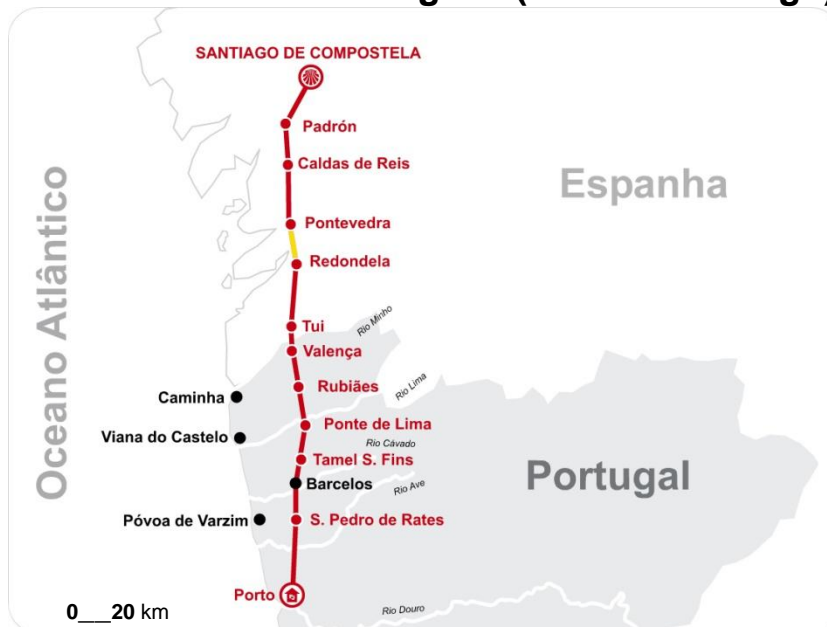 SANTIAGO DE COMPOSTELA
Padrón
Caldas de Reis
Espanha
Pontevedra
Redondela
Oceano Atlântico
Rio Minho
Tui
Valença
Rubiães
Rio Lima
Caminha
Ponte de Lima
Viana do Castelo
Rio Cávado
Tamel S. Fins
Portugal
Barcelos
Rio Ave
Póvoa de Varzim
S. Pedro de Rates
Porto
Rio Douro
0__20 km